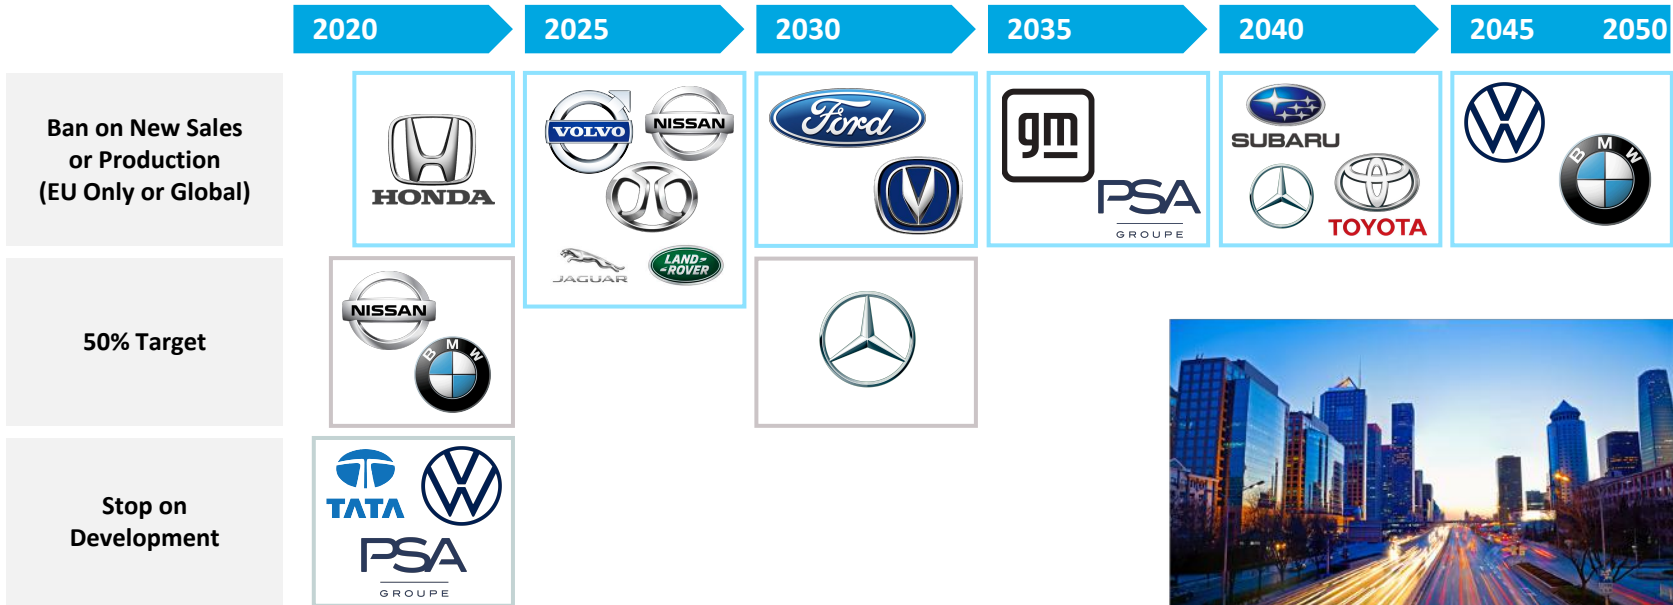 2020
2025
2030
2035
2040
2045
2050
Ban on New Sales
or Production
(EU Only or Global)
HONDA
VOLVO
NISSAN
JAGUAR
LAND-
-ROVER
Ford
gm
PSA
GROUPE
SUBARU
TOYOTA
VW
BMW
50% Target
NISSAN
BMW
Stop on
Development
TATA
VW
PSA
GROUPE